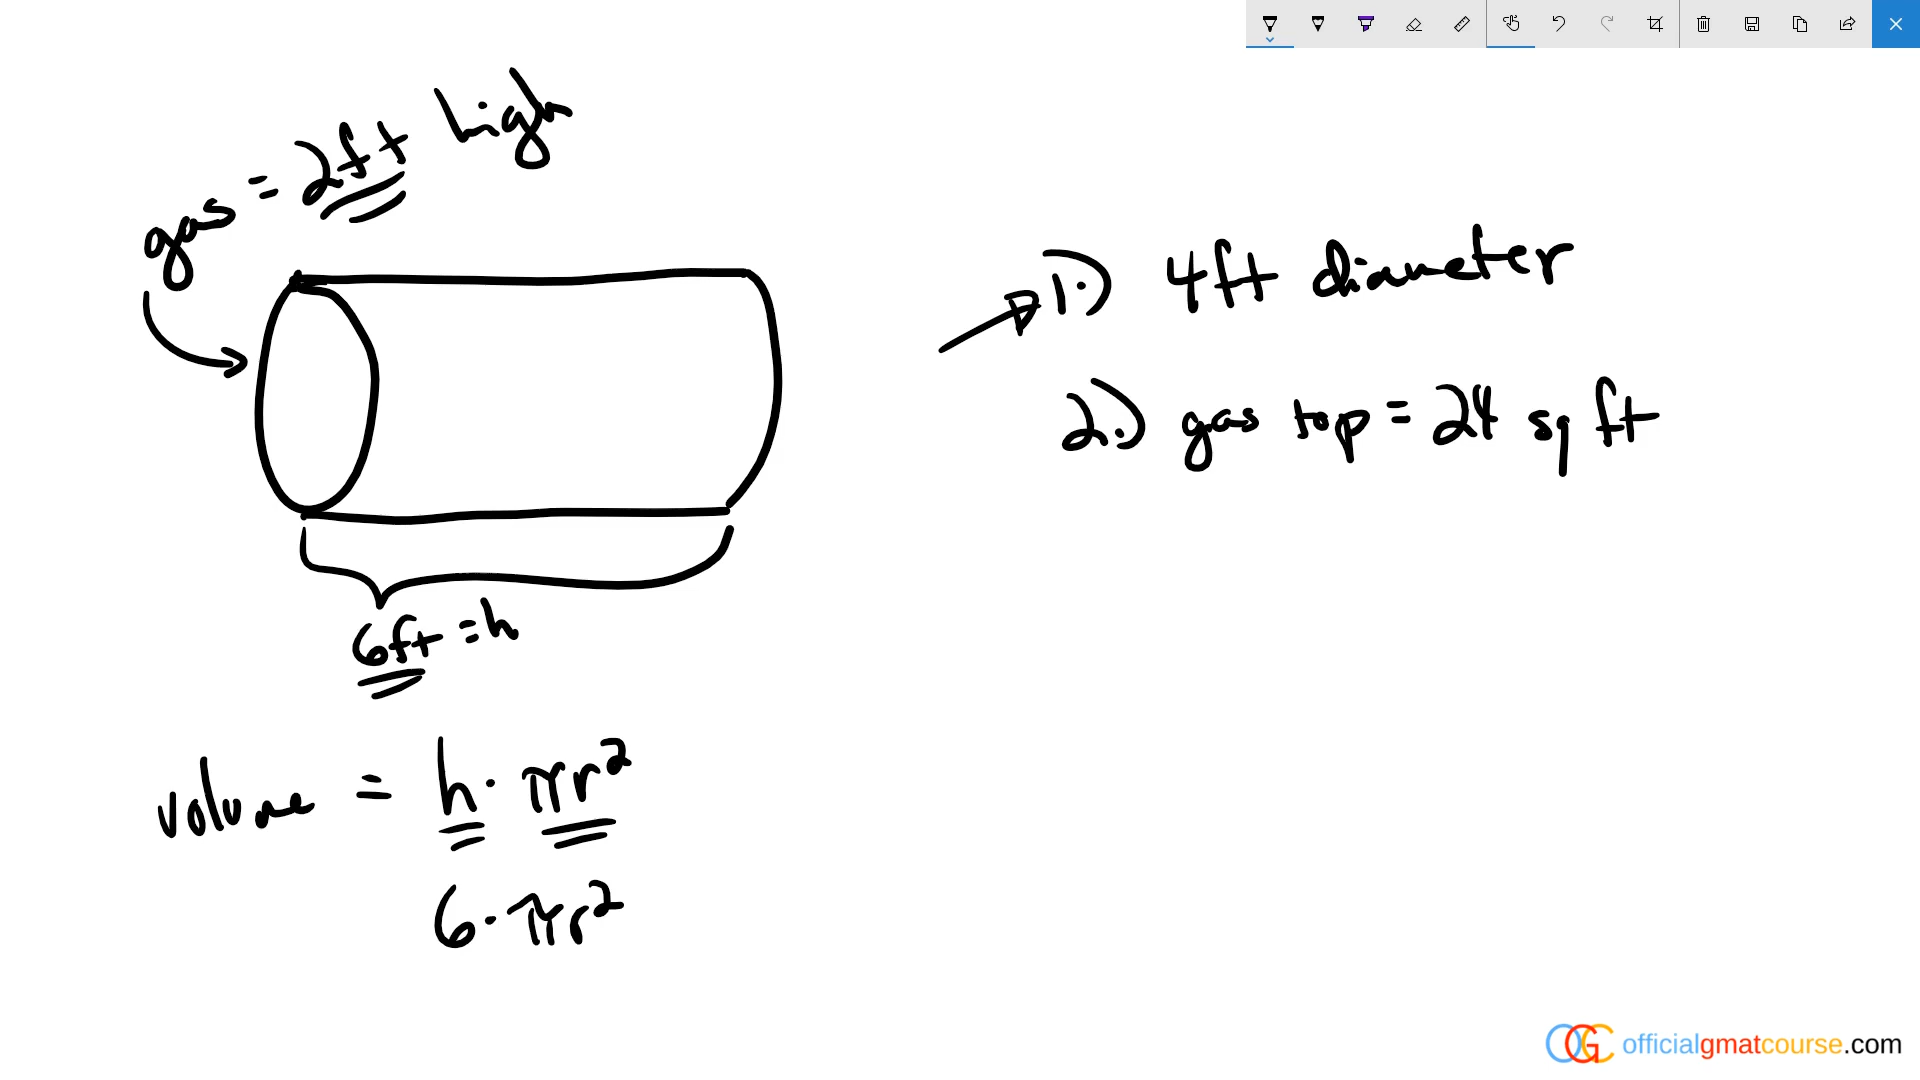 gas = 2ft high
1.) 4ft diameter
2.) gas top = 24 sq ft
6ft = h
volume = h · πr²
6 · πr²
officialgmatcourse.com